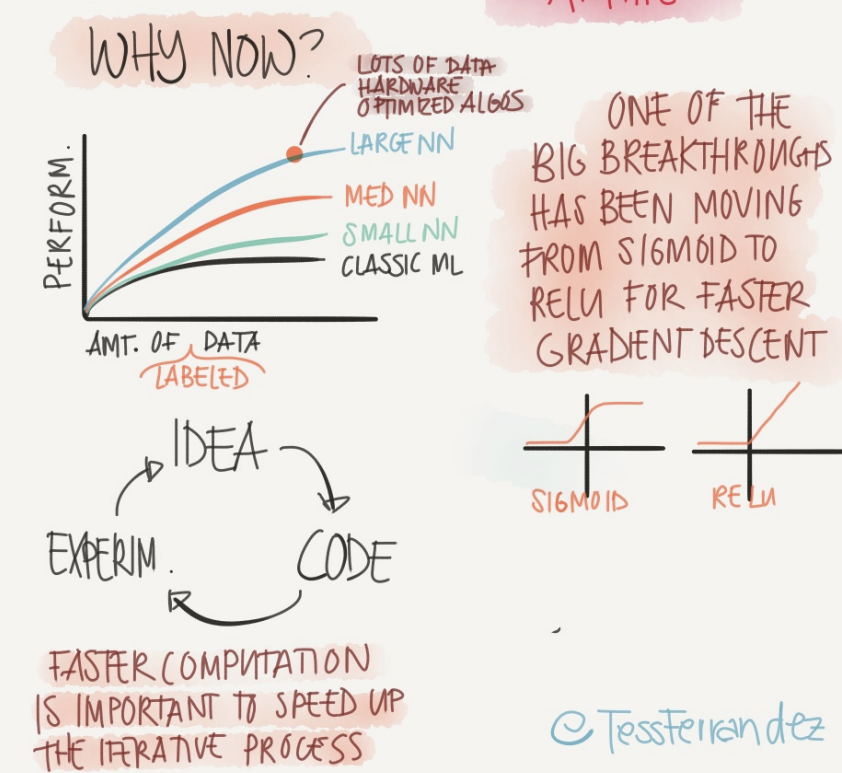 WHY NOW?
LOTS OF DATA
HARDWARE
OPTIMIZED ALGOS
LARGE NN
MED NN
SMALL NN
CLASSIC ML
PERFORM.
AMT. OF DATA
LABELED
ONE OF THE
BIG BREAKTHROUGHS
HAS BEEN MOVING
FROM SIGMOID TO
RELU FOR FASTER
GRADIENT DESCENT
SIGMOID
RELU
IDEA
CODE
EXPERIM.
FASTER COMPUTATION
IS IMPORTANT TO SPEED UP
THE ITERATIVE PROCESS
@TessFerrandez